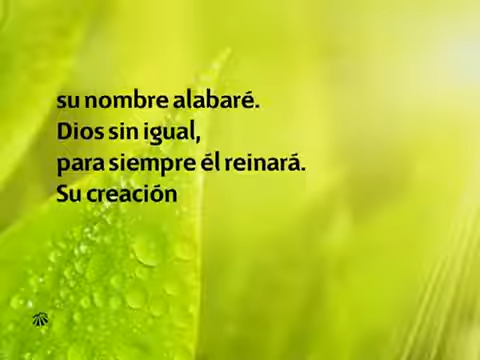 su nombre alabaré.
Dios sin igual,
para siempre él reinará.
Su creación